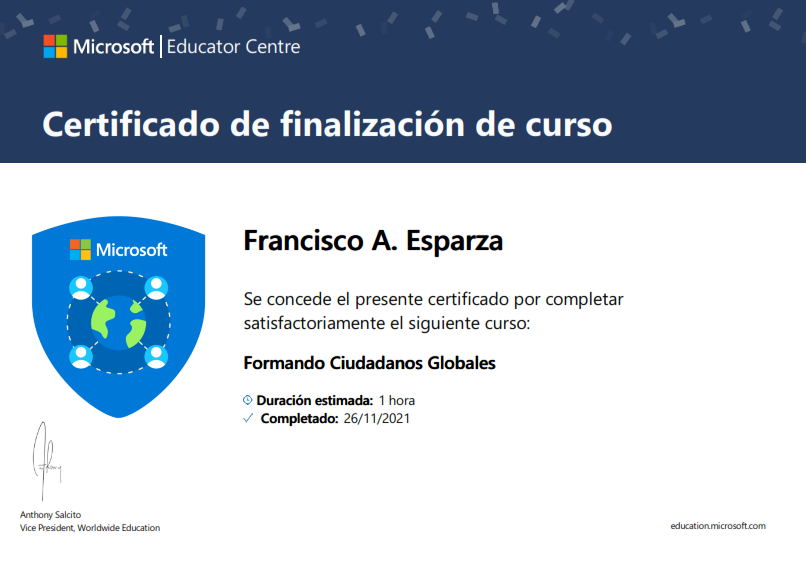 Microsoft | Educator Centre
Certificado de finalización de curso
Microsoft
Francisco A. Esparza
Se concede el presente certificado por completar
satisfactoriamente el siguiente curso:
Formando Ciudadanos Globales
Duración estimada: 1 hora
Completado: 26/11/2021
Anthony Salcito
Vice President, Worldwide Education
education.microsoft.com